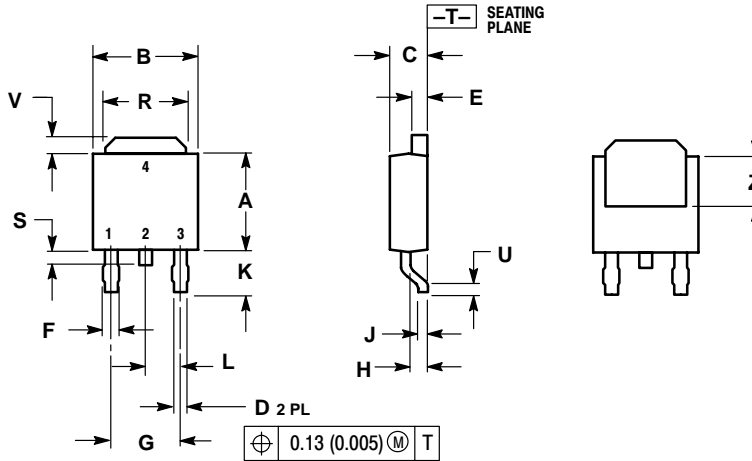 –T– SEATING
PLANE
B
C
V
R
E
4
A
Z
S
1 2 3
K
U
F
J
L
H
D 2 PL
G
⌖ 0.13 (0.005) Ⓜ T